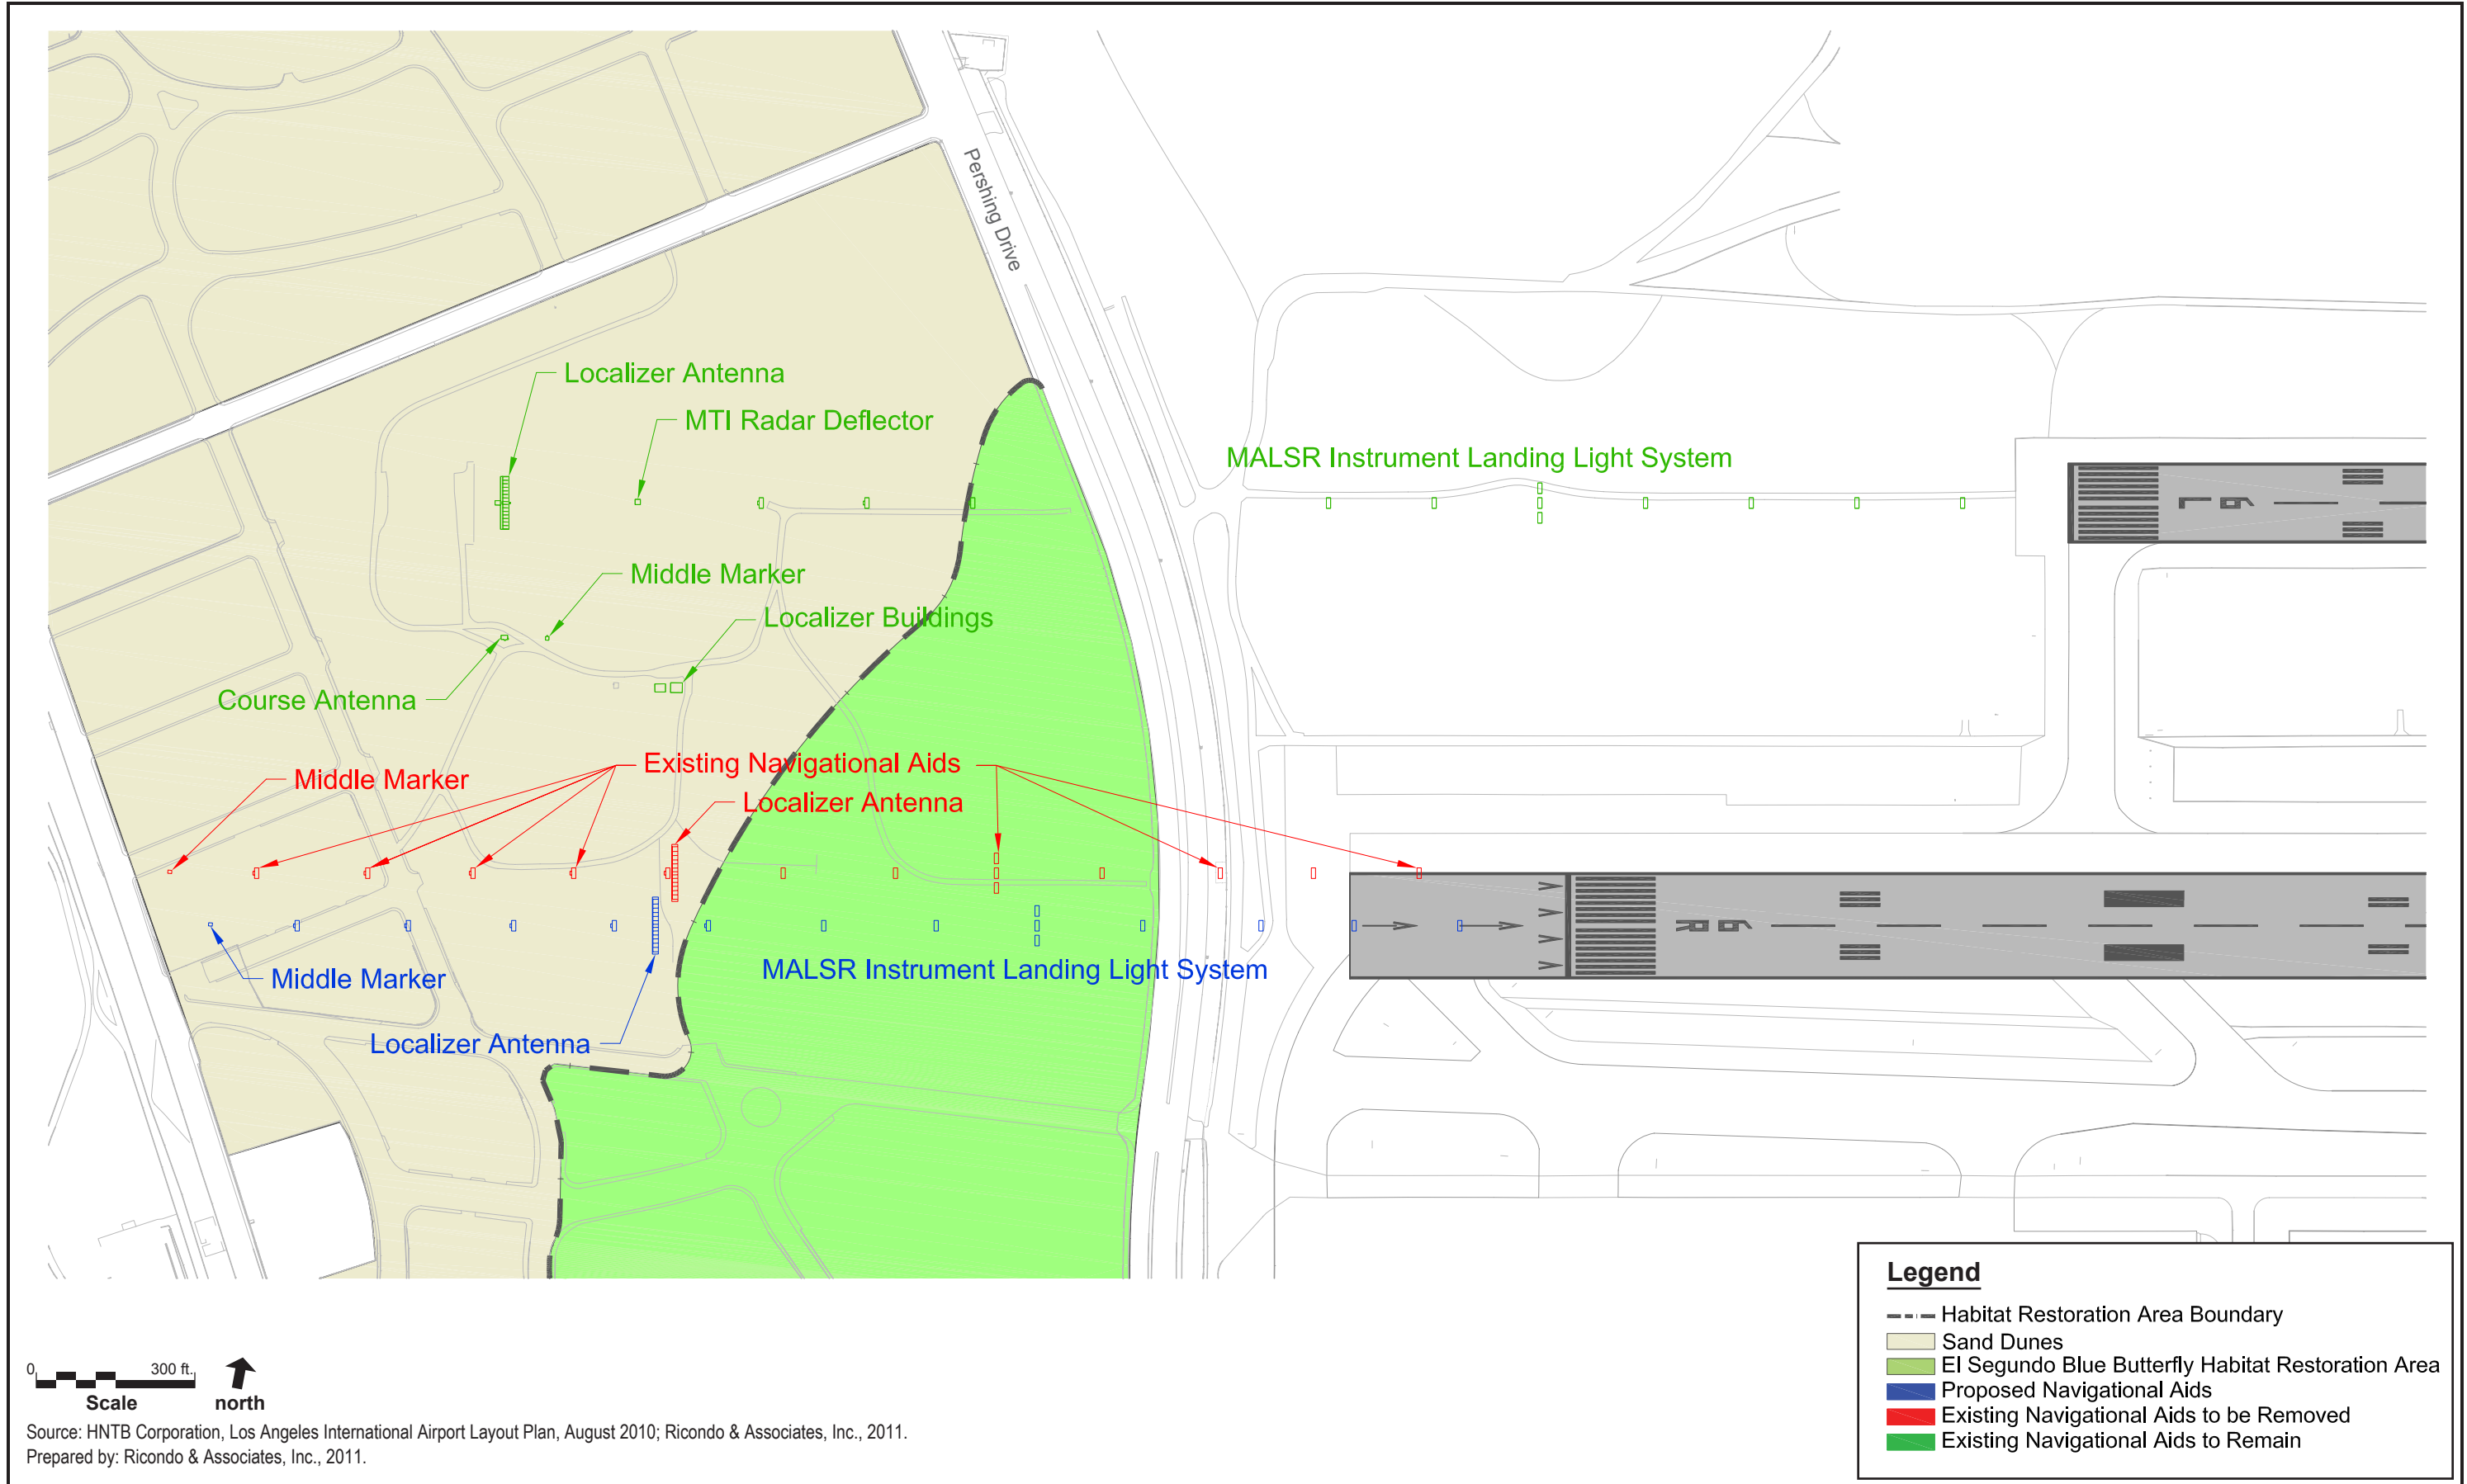 Pershing Drive
Localizer Antenna
MTI Radar Deflector
MALSR Instrument Landing Light System
6L
Middle Marker
Localizer Buildings
Course Antenna
Existing Navigational Aids
Middle Marker
Localizer Antenna
6R
MALSR Instrument Landing Light System
Middle Marker
Localizer Antenna
Legend
Habitat Restoration Area Boundary
Sand Dunes
El Segundo Blue Butterfly Habitat Restoration Area
Proposed Navigational Aids
Existing Navigational Aids to be Removed
Existing Navigational Aids to Remain
0 300 ft.
Scale
north
Source: HNTB Corporation, Los Angeles International Airport Layout Plan, August 2010; Ricondo & Associates, Inc., 2011.
Prepared by: Ricondo & Associates, Inc., 2011.